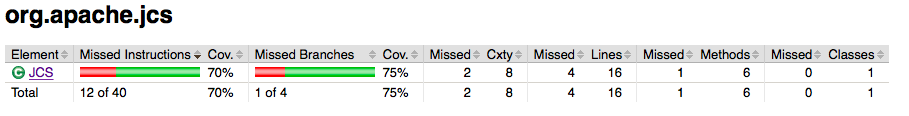 org.apache.jcs
Element Missed Instructions Cov. Missed Branches Cov. Missed Cxty Missed Lines Missed Methods Missed Classes
C JCS 70% 75% 2 8 4 16 1 6 0 1
Total 12 of 40 70% 1 of 4 75% 2 8 4 16 1 6 0 1